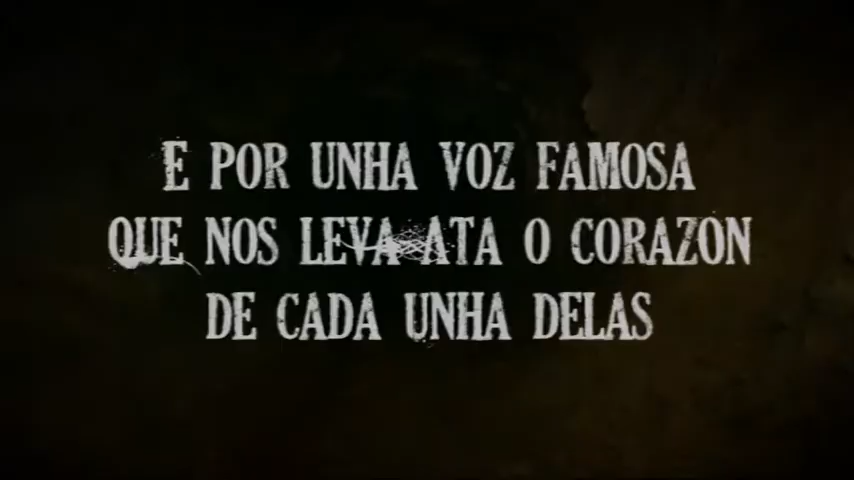 E POR UNHA VOZ FAMOSA
QUE NOS LEVA ATA O CORAZON
DE CADA UNHA DELAS